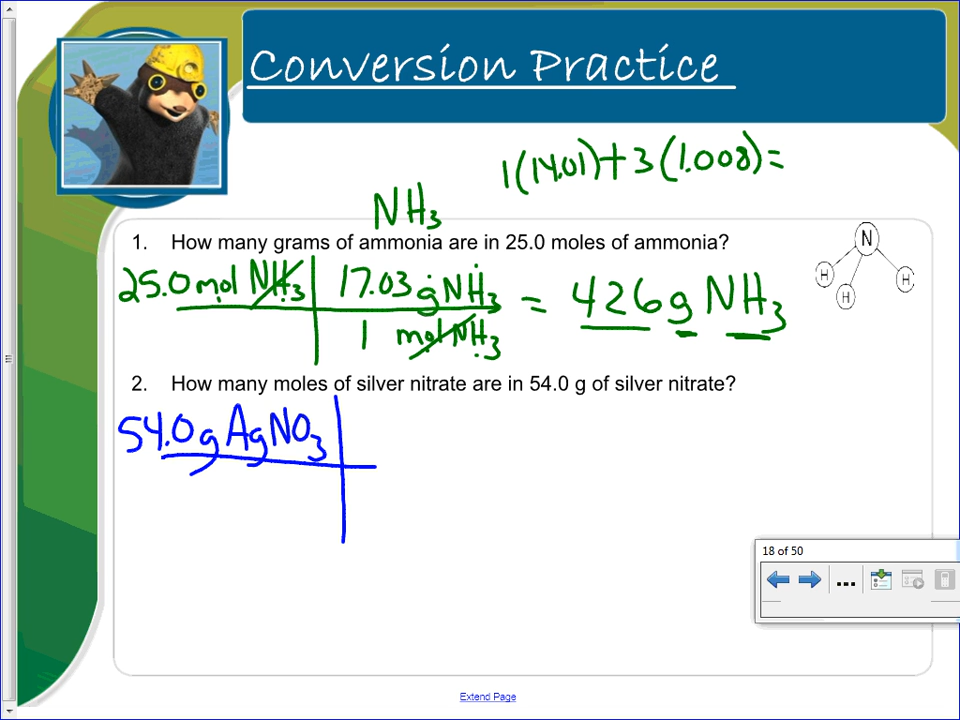 Conversion Practice
1(14.01)+3(1.008)=
NH3
1. How many grams of ammonia are in 25.0 moles of ammonia?
N
H
H
H
25.0 mol NH3 17.03 g NH3 = 426 g NH3
1 mol NH3
2. How many moles of silver nitrate are in 54.0 g of silver nitrate?
54.0 g AgNO3
18 of 50
...
Extend Page